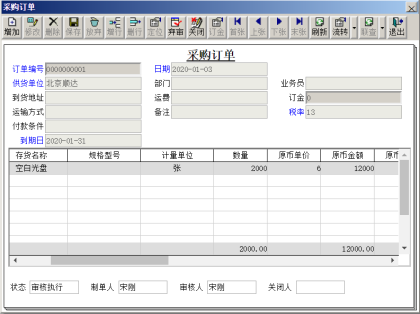 采购订单
增加 修改 删除 保存 放弃 增行 删行 定位 弃审 关闭 订金 首张 上张 下张 末张 刷新 流转 联查 退出
采购订单
订单编号 0000000001 日期 2020-01-03
供货单位 北京顺达 部门 业务员
到货地址 运费 订金 0
运输方式 备注 税率 13
付款条件
到期日 2020-01-31
存货名称 规格型号 计量单位 数量 原币单价 原币金额 原币
空白光盘 张 2000 6 12000
2000.00 12000.00
状态 审核执行 制单人 宋刚 审核人 宋刚 关闭人